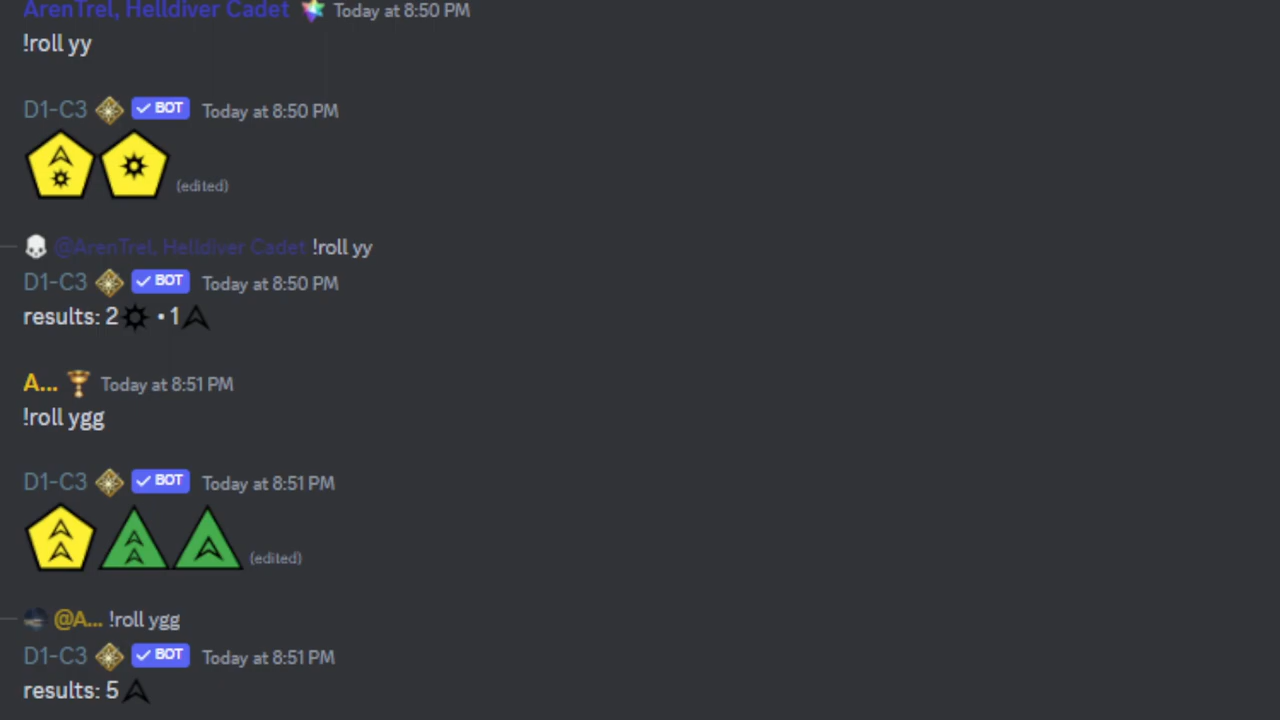 ArenTrel, Helldiver Cadet Today at 8:50 PM
!roll yy
D1-C3 ✓ BOT Today at 8:50 PM
(edited)
@ArenTrel, Helldiver Cadet !roll yy
D1-C3 ✓ BOT Today at 8:50 PM
results: 2 • 1
A... Today at 8:51 PM
!roll ygg
D1-C3 ✓ BOT Today at 8:51 PM
(edited)
@A... !roll ygg
D1-C3 ✓ BOT Today at 8:51 PM
results: 5